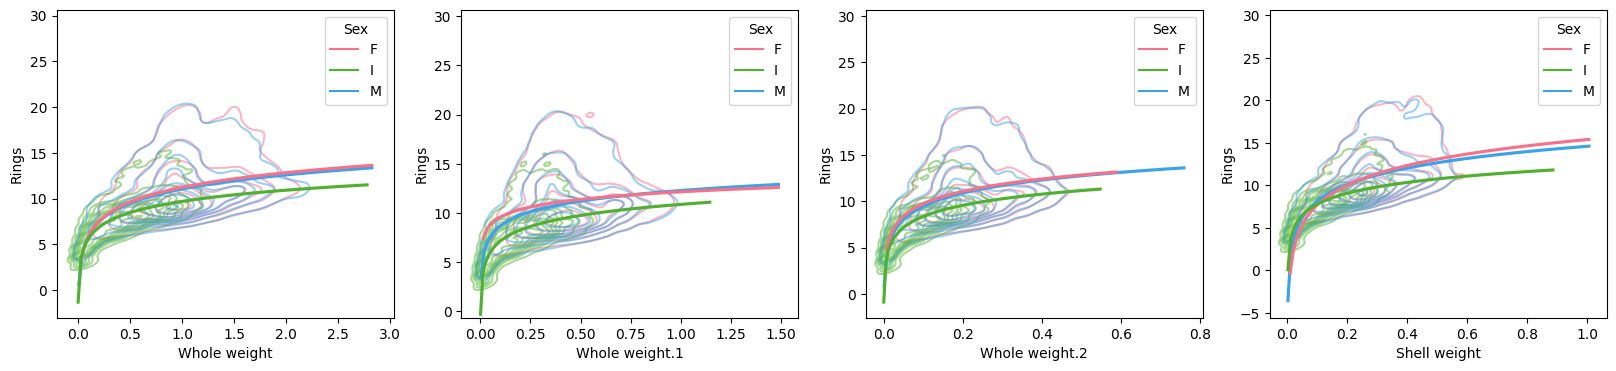 30
25
20
15
10
5
0
Rings
0.0 0.5 1.0 1.5 2.0 2.5 3.0
Whole weight
Sex
F
I
M
30
25
20
15
10
5
0
Rings
0.00 0.25 0.50 0.75 1.00 1.25 1.50
Whole weight.1
Sex
F
I
M
30
25
20
15
10
5
0
Rings
0.0 0.2 0.4 0.6 0.8
Whole weight.2
Sex
F
I
M
30
25
20
15
10
5
0
−5
Rings
0.0 0.2 0.4 0.6 0.8 1.0
Shell weight
Sex
F
I
M